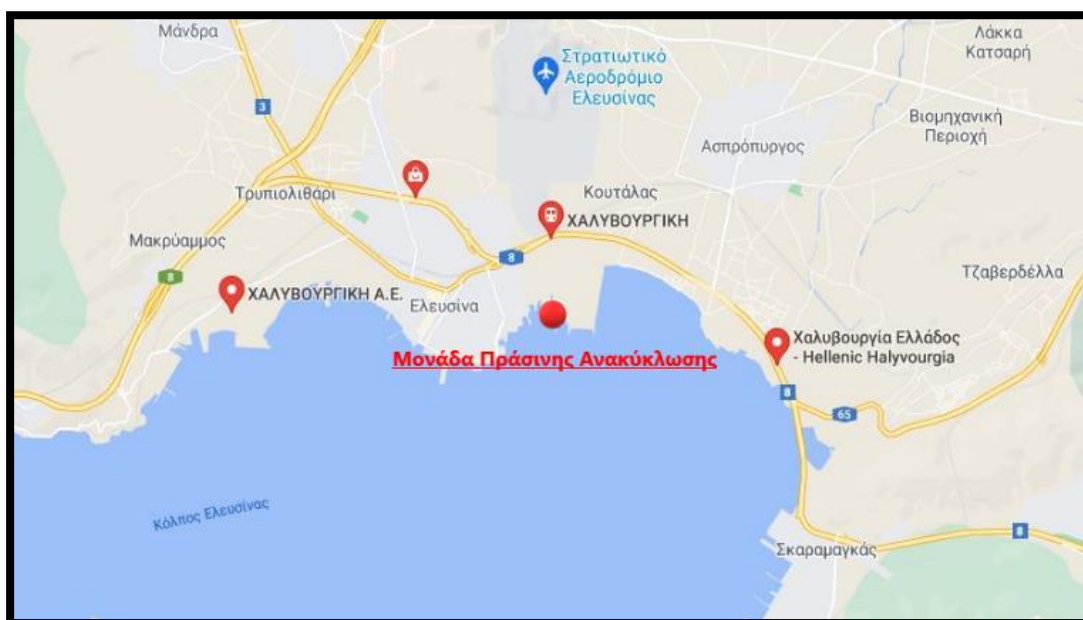 Μάνδρα
Στρατιωτικό
Αεροδρόμιο
Ελευσίνας
Λάκκα
Κατσαρή
3
Βιομηχανική
Περιοχή
Ασπρόπυργος
Τρυπιολιθάρι
Κουτάλας
ΧΑΛΥΒΟΥΡΓΙΚΗ
Μακρύαμμος
8
8
Τζαβερδέλλα
ΧΑΛΥΒΟΥΡΓΙΚΗ Α.Ε.
Ελευσίνα
Μονάδα Πράσινης Ανακύκλωσης
Χαλυβουργία Ελλάδος
- Hellenic Halyvourgia
8
65
Κόλπος Ελευσίνας
8
Σκαραμαγκάς